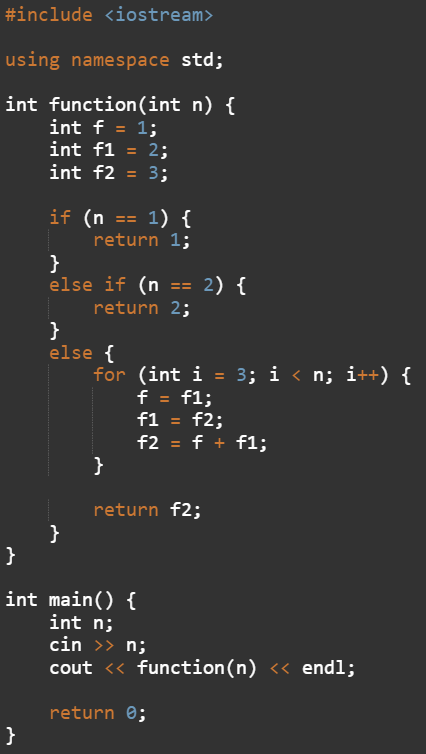 #include <iostream>
using namespace std;
int function(int n) {
    int f = 1;
    int f1 = 2;
    int f2 = 3;
    if (n == 1) {
        return 1;
    }
    else if (n == 2) {
        return 2;
    }
    else {
        for (int i = 3; i < n; i++) {
            f = f1;
            f1 = f2;
            f2 = f + f1;
        }
        return f2;
    }
}
int main() {
    int n;
    cin >> n;
    cout << function(n) << endl;
    return 0;
}